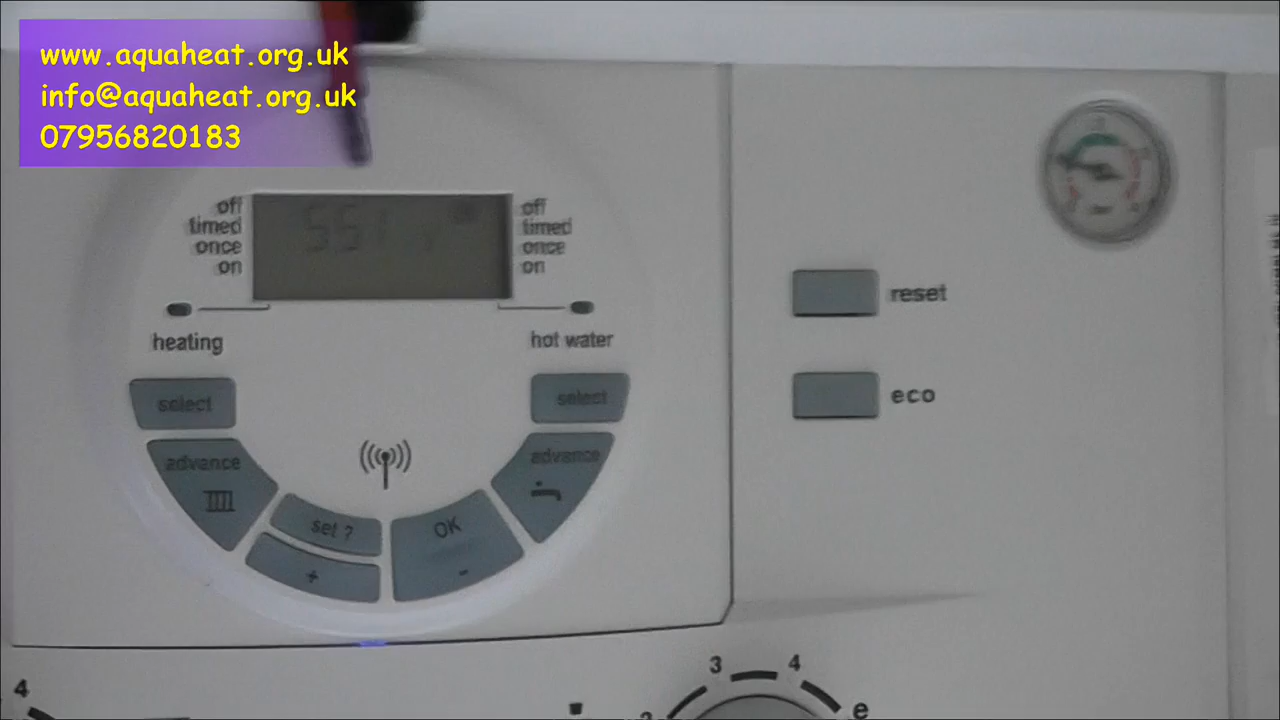 www.aquaheat.org.uk
info@aquaheat.org.uk
07956820183
off
timed
once
on
off
timed
once
on
heating
hot water
select
select
advance
advance
set ?
OK
+
-
reset
eco
4
3
4
e